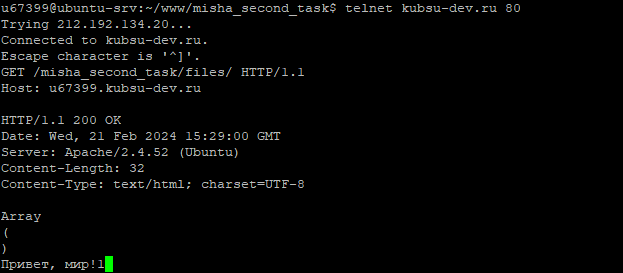 u67399@ubuntu-srv:~/www/misha_second_task$ telnet kubsu-dev.ru 80
Trying 212.192.134.20...
Connected to kubsu-dev.ru.
Escape character is '^]'.
GET /misha_second_task/files/ HTTP/1.1
Host: u67399.kubsu-dev.ru

HTTP/1.1 200 OK
Date: Wed, 21 Feb 2024 15:29:00 GMT
Server: Apache/2.4.52 (Ubuntu)
Content-Length: 32
Content-Type: text/html; charset=UTF-8

Array
(
)
Привет, мир!1